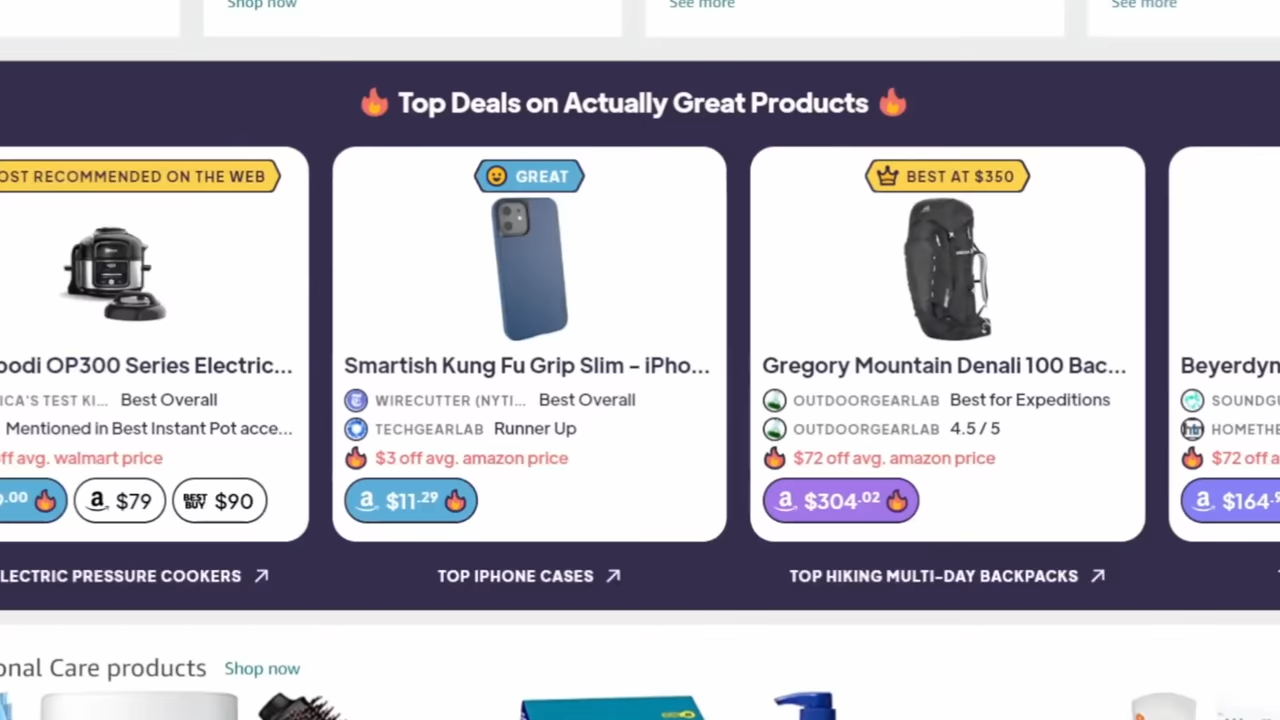 Shop now
See more
See more
Top Deals on Actually Great Products
OST RECOMMENDED ON THE WEB
GREAT
BEST AT $350
oodi OP300 Series Electric...
Smartish Kung Fu Grip Slim – iPho...
Gregory Mountain Denali 100 Bac...
Beyerdyn
ICA'S TEST KI... Best Overall
WIRECUTTER (NYTI... Best Overall
OUTDOORGEARLAB Best for Expeditions
SOUNDGU
Mentioned in Best Instant Pot acce...
TECHGEARLAB Runner Up
OUTDOORGEARLAB 4.5 / 5
HOMETHE
ff avg. walmart price
$3 off avg. amazon price
$72 off avg. amazon price
$72 off a
.00 a $79 BEST BUY $90
a $11.29
a $304.02
a $164.9
LECTRIC PRESSURE COOKERS
TOP IPHONE CASES
TOP HIKING MULTI-DAY BACKPACKS
onal Care products Shop now